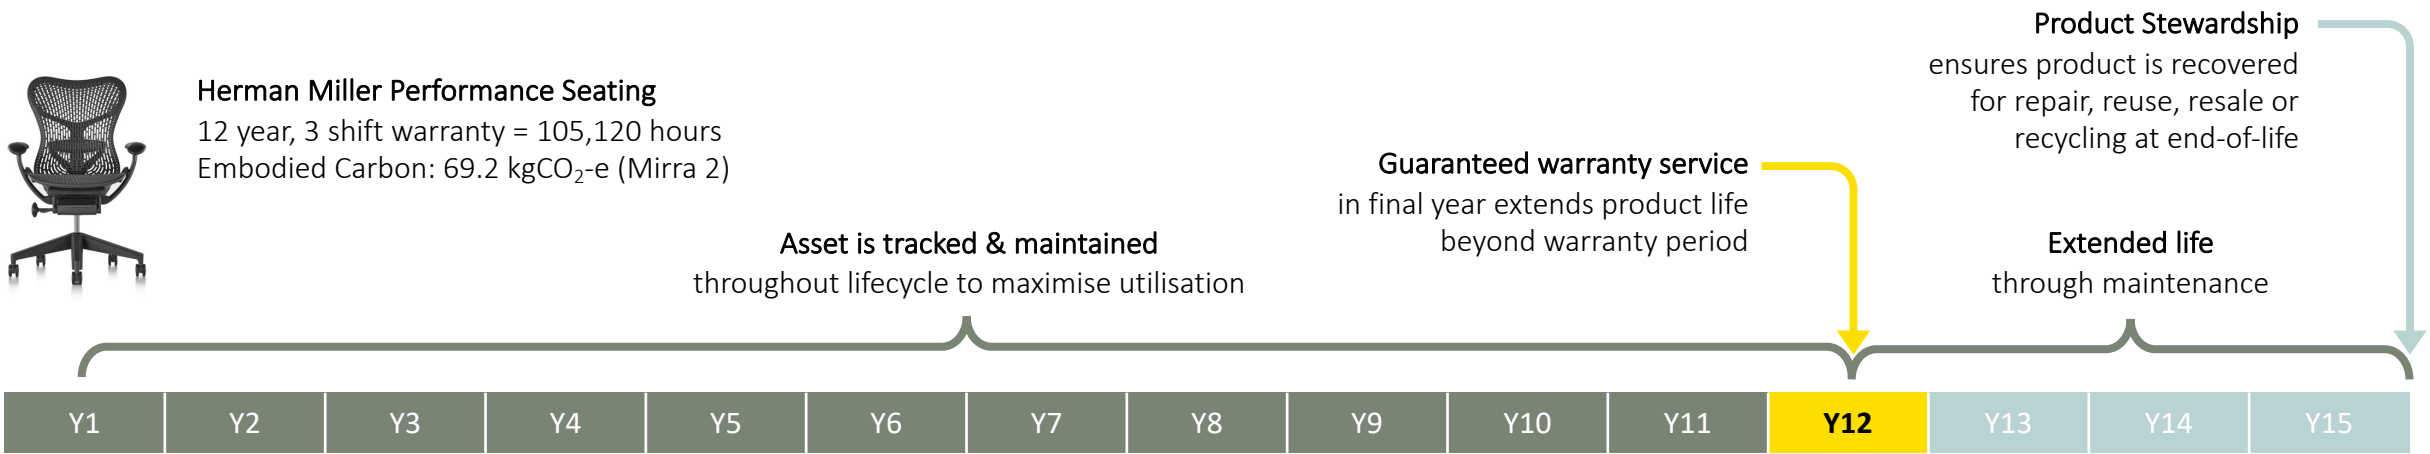 Herman Miller Performance Seating
12 year, 3 shift warranty = 105,120 hours
Embodied Carbon: 69.2 kgCO₂-e (Mirra 2)
Asset is tracked & maintained
throughout lifecycle to maximise utilisation
Guaranteed warranty service
in final year extends product life
beyond warranty period
Product Stewardship
ensures product is recovered
for repair, reuse, resale or
recycling at end-of-life
Extended life
through maintenance
Y1 Y2 Y3 Y4 Y5 Y6 Y7 Y8 Y9 Y10 Y11 Y12 Y13 Y14 Y15